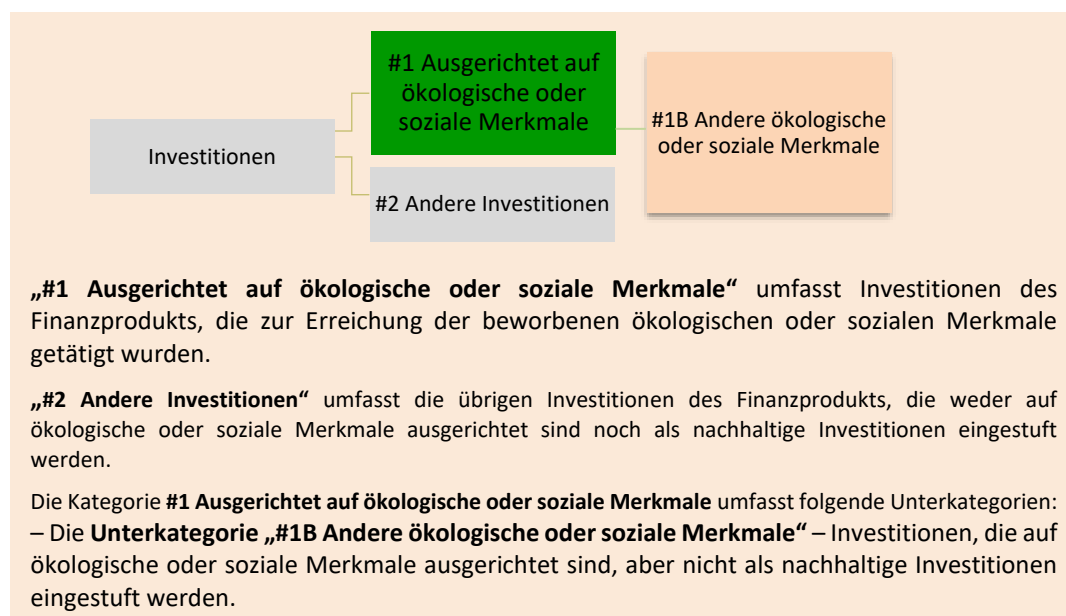 #1 Ausgerichtet auf
ökologische oder
soziale Merkmale
#1B Andere ökologische
oder soziale Merkmale
Investitionen
#2 Andere Investitionen
„#1 Ausgerichtet auf ökologische oder soziale Merkmale“ umfasst Investitionen des
Finanzprodukts, die zur Erreichung der beworbenen ökologischen oder sozialen Merkmale
getätigt wurden.
„#2 Andere Investitionen“ umfasst die übrigen Investitionen des Finanzprodukts, die weder auf
ökologische oder soziale Merkmale ausgerichtet sind noch als nachhaltige Investitionen eingestuft
werden.
Die Kategorie #1 Ausgerichtet auf ökologische oder soziale Merkmale umfasst folgende Unterkategorien:
– Die Unterkategorie „#1B Andere ökologische oder soziale Merkmale“ – Investitionen, die auf
ökologische oder soziale Merkmale ausgerichtet sind, aber nicht als nachhaltige Investitionen
eingestuft werden.